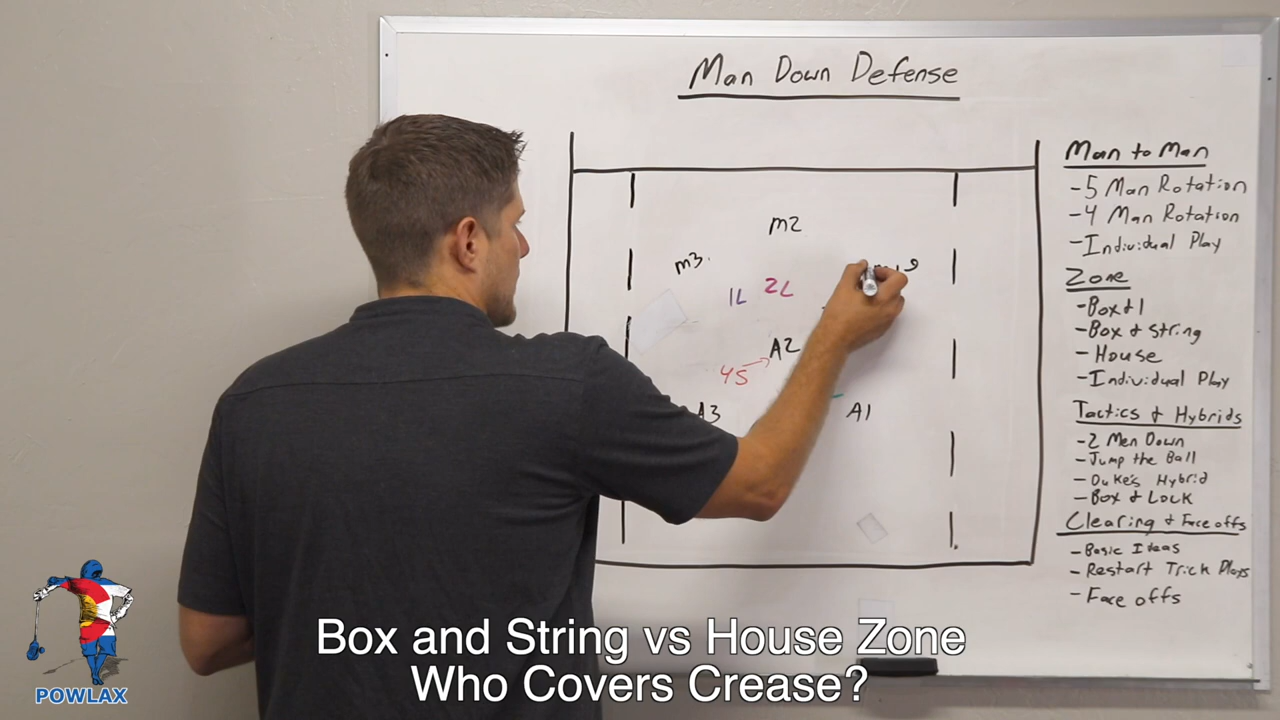 Man Down Defense
Man to Man
-5 Man Rotation
-4 Man Rotation
-Individual Play
Zone
-Box & 1
-Box & String
-House
-Individual Play
Tactics & Hybrids
-2 Men Down
-Jump the Ball
-Duke's Hybrid
-Box & Lock
Clearing & Face offs
-Basic Ideas
-Restart Trick Plays
-Face offs
M2
M3
1L 2L
A2
4S
A3 A1
Box and String vs House Zone
Who Covers Crease?
POWLAX